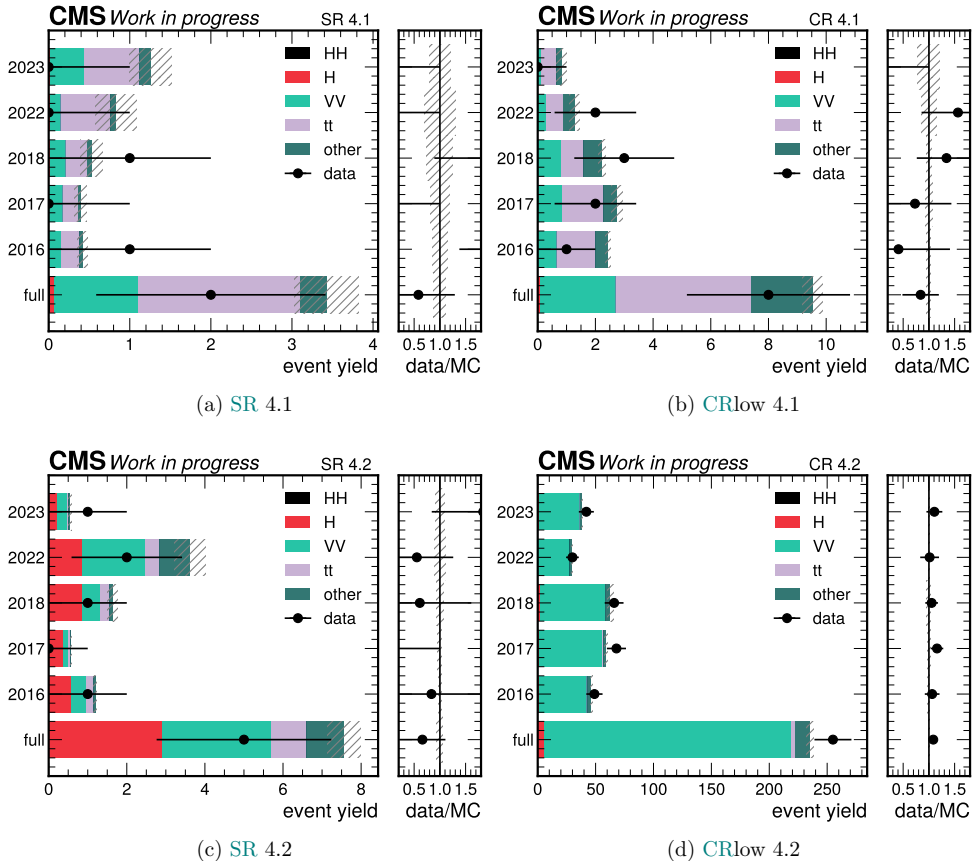 CMS Work in progress SR 4.1
2023
2022
2018
2017
2016
full
HH
H
VV
tt
other
data
0 1 2 3 4
event yield
0.5 1.0 1.5
data/MC
(a) SR 4.1
CMS Work in progress CR 4.1
2023
2022
2018
2017
2016
full
HH
H
VV
tt
other
data
0 2 4 6 8 10
event yield
0.5 1.0 1.5
data/MC
(b) CRlow 4.1
CMS Work in progress SR 4.2
2023
2022
2018
2017
2016
full
HH
H
VV
tt
other
data
0 2 4 6 8
event yield
0.5 1.0 1.5
data/MC
(c) SR 4.2
CMS Work in progress CR 4.2
2023
2022
2018
2017
2016
full
HH
H
VV
tt
other
data
0 50 100 150 200 250
event yield
0.5 1.0 1.5
data/MC
(d) CRlow 4.2